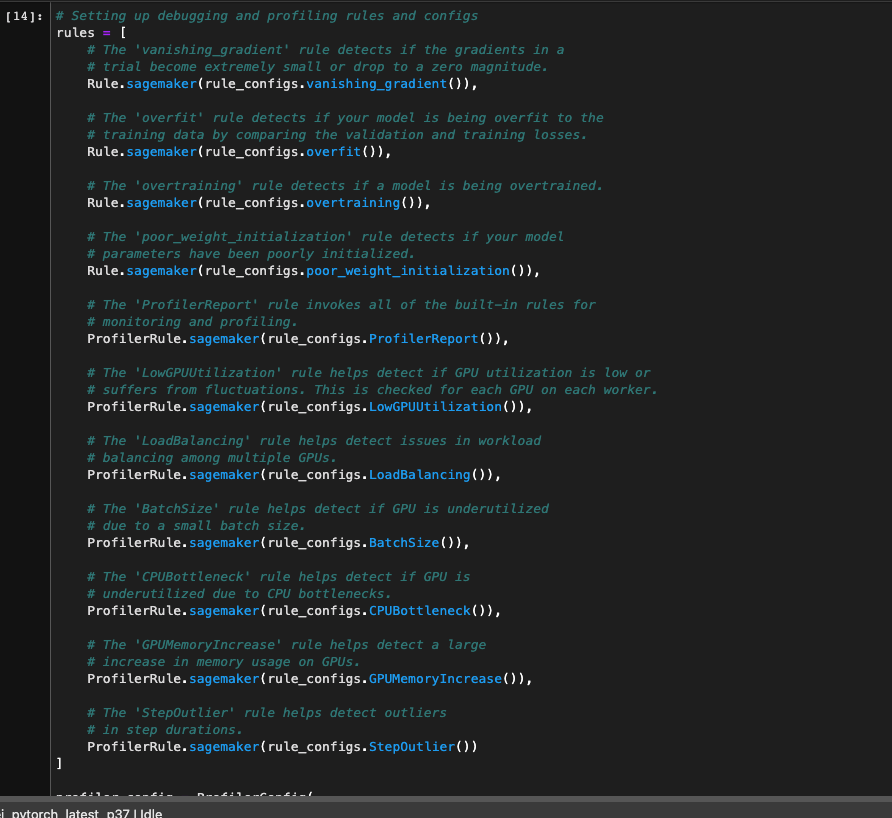 [14]: # Setting up debugging and profiling rules and configs
rules = [
# The 'vanishing_gradient' rule detects if the gradients in a
# trial become extremely small or drop to a zero magnitude.
Rule.sagemaker(rule_configs.vanishing_gradient()),
# The 'overfit' rule detects if your model is being overfit to the
# training data by comparing the validation and training losses.
Rule.sagemaker(rule_configs.overfit()),
# The 'overtraining' rule detects if a model is being overtrained.
Rule.sagemaker(rule_configs.overtraining()),
# The 'poor_weight_initialization' rule detects if your model
# parameters have been poorly initialized.
Rule.sagemaker(rule_configs.poor_weight_initialization()),
# The 'ProfilerReport' rule invokes all of the built-in rules for
# monitoring and profiling.
ProfilerRule.sagemaker(rule_configs.ProfilerReport()),
# The 'LowGPUUtilization' rule helps detect if GPU utilization is low or
# suffers from fluctuations. This is checked for each GPU on each worker.
ProfilerRule.sagemaker(rule_configs.LowGPUUtilization()),
# The 'LoadBalancing' rule helps detect issues in workload
# balancing among multiple GPUs.
ProfilerRule.sagemaker(rule_configs.LoadBalancing()),
# The 'BatchSize' rule helps detect if GPU is underutilized
# due to a small batch size.
ProfilerRule.sagemaker(rule_configs.BatchSize()),
# The 'CPUBottleneck' rule helps detect if GPU is
# underutilized due to CPU bottlenecks.
ProfilerRule.sagemaker(rule_configs.CPUBottleneck()),
# The 'GPUMemoryIncrease' rule helps detect a large
# increase in memory usage on GPUs.
ProfilerRule.sagemaker(rule_configs.GPUMemoryIncrease()),
# The 'StepOutlier' rule helps detect outliers
# in step durations.
ProfilerRule.sagemaker(rule_configs.StepOutlier())
]
profiler_config = ProfilerConfig(
pytorch_latest_p37 | Idle